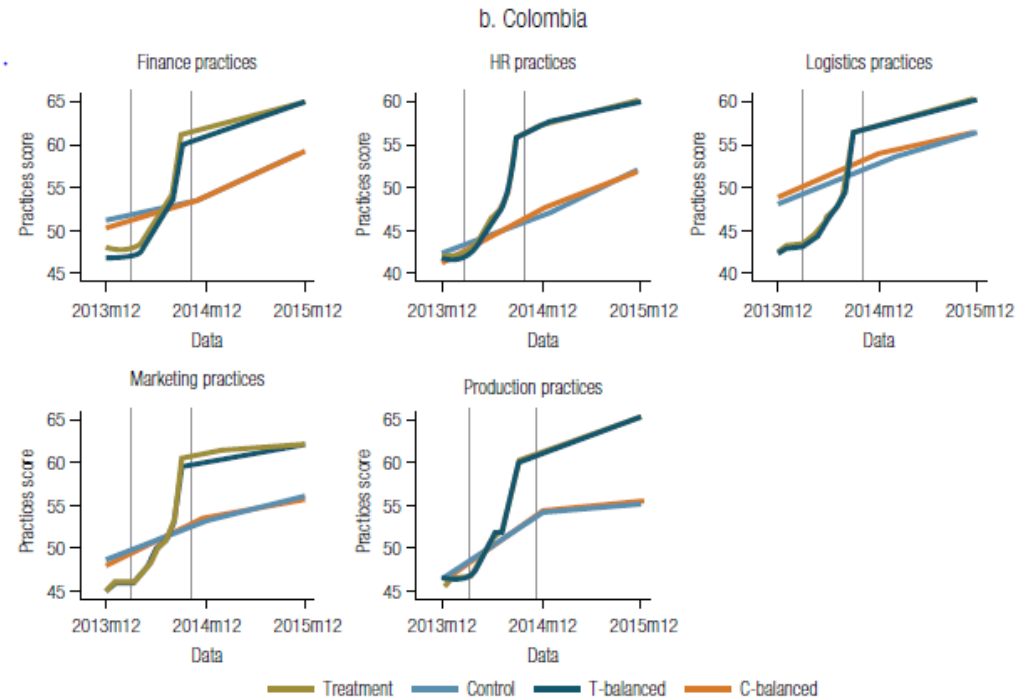 b. Colombia
Finance practices
HR practices
Logistics practices
Practices score
65
60
55
50
45
2013m12 2014m12 2015m12
Data
Practices score
60
55
50
45
40
2013m12 2014m12 2015m12
Data
Practices score
60
55
50
45
40
2013m12 2014m12 2015m12
Data
Marketing practices
Production practices
Practices score
65
60
55
50
45
2013m12 2014m12 2015m12
Data
Practices score
65
60
55
50
45
2013m12 2014m12 2015m12
Data
Treatment Control T-balanced C-balanced